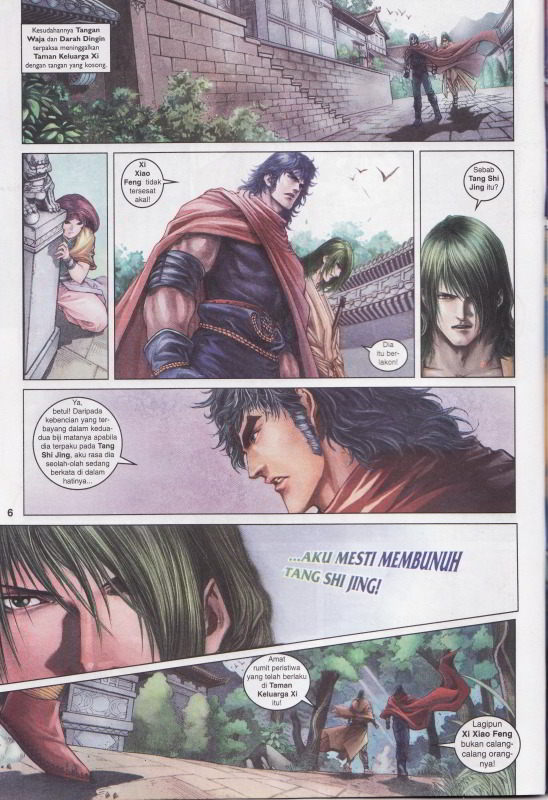 Kesudahannya Tangan
Waja dan Darah Dingin
terpaksa meninggalkan
Taman Keluarga Xi
dengan tangan yang kosong.
Xi
Xiao
Feng tidak
tersesat
akal!
Dia
itu ber-
lakon!
Sebab
Tang Shi
Jing itu?
Ya,
betul! Daripada
kebencian yang ter-
bayang dalam kedua-
dua biji matanya apabila
dia terpaku pada Tang
Shi Jing, aku rasa dia
seolah-olah sedang
berkata di dalam
hatinya...
6
...AKU MESTI MEMBUNUH
TANG SHI JING!
Amat
rumit peristiwa
yang telah berlaku
di Taman
Keluarga Xi
itu!
Lagipun
Xi Xiao Feng
bukan calang-
calang orang-
nya!